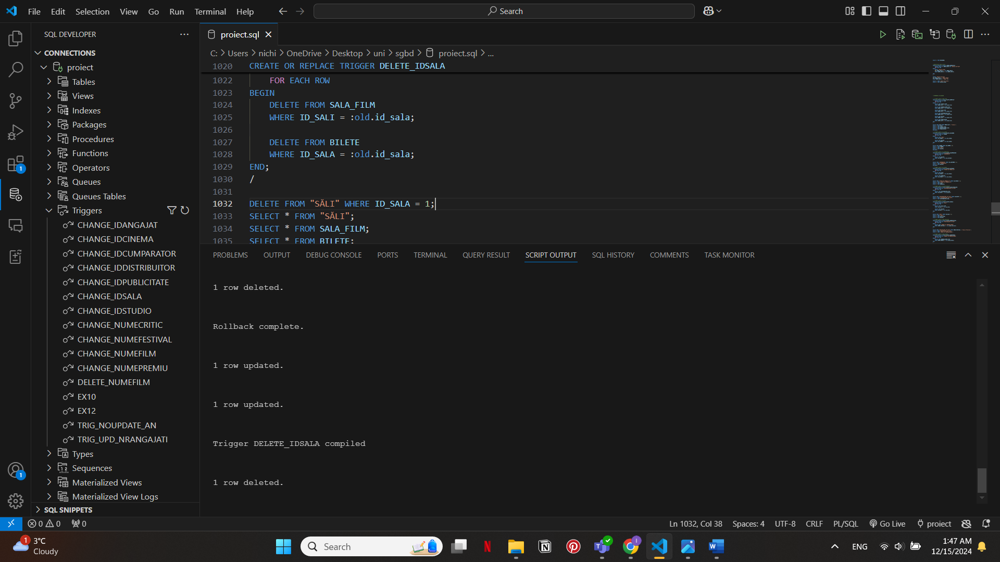 File Edit Selection View Go Run Terminal Help
Search
SQL DEVELOPER
CONNECTIONS
proiect
Tables
Views
Indexes
Packages
Procedures
Functions
Operators
Queues
Queues Tables
Triggers
CHANGE_IDANGAJAT
CHANGE_IDCINEMA
CHANGE_IDCUMPARATOR
CHANGE_IDDISTRIBUITOR
CHANGE_IDPUBLICITATE
CHANGE_IDSALA
CHANGE_IDSTUDIO
CHANGE_NUMECRITIC
CHANGE_NUMEFESTIVAL
CHANGE_NUMEFILM
CHANGE_NUMEPREMIU
DELETE_NUMEFILM
EX10
EX12
TRIG_NOUPDATE_AN
TRIG_UPD_NRANGAJATI
Types
Sequences
Materialized Views
Materialized View Logs
SQL SNIPPETS
proiect.sql
C: > Users > nichi > OneDrive > Desktop > uni > sgbd > proiect.sql > ...
1020 CREATE OR REPLACE TRIGGER DELETE_IDSALA
1022 FOR EACH ROW
1023 BEGIN
1024 DELETE FROM SALA_FILM
1025 WHERE ID_SALI = :old.id_sala;
1026
1027 DELETE FROM BILETE
1028 WHERE ID_SALA = :old.id_sala;
1029 END;
1030 /
1031
1032 DELETE FROM "SĂLI" WHERE ID_SALA = 1;
1033 SELECT * FROM "SĂLI";
1034 SELECT * FROM SALA_FILM;
1035 SELECT * FROM BILETE;
PROBLEMS OUTPUT DEBUG CONSOLE PORTS TERMINAL QUERY RESULT SCRIPT OUTPUT SQL HISTORY COMMENTS TASK MONITOR
1 row deleted.
Rollback complete.
1 row updated.
1 row updated.
Trigger DELETE_IDSALA compiled
1 row deleted.
1
1
0 0 0
Ln 1032, Col 38 Spaces: 4 UTF-8 CRLF PL/SQL Go Live proiect
1
3°C
Cloudy
Search
ENG
1:47 AM
12/15/2024